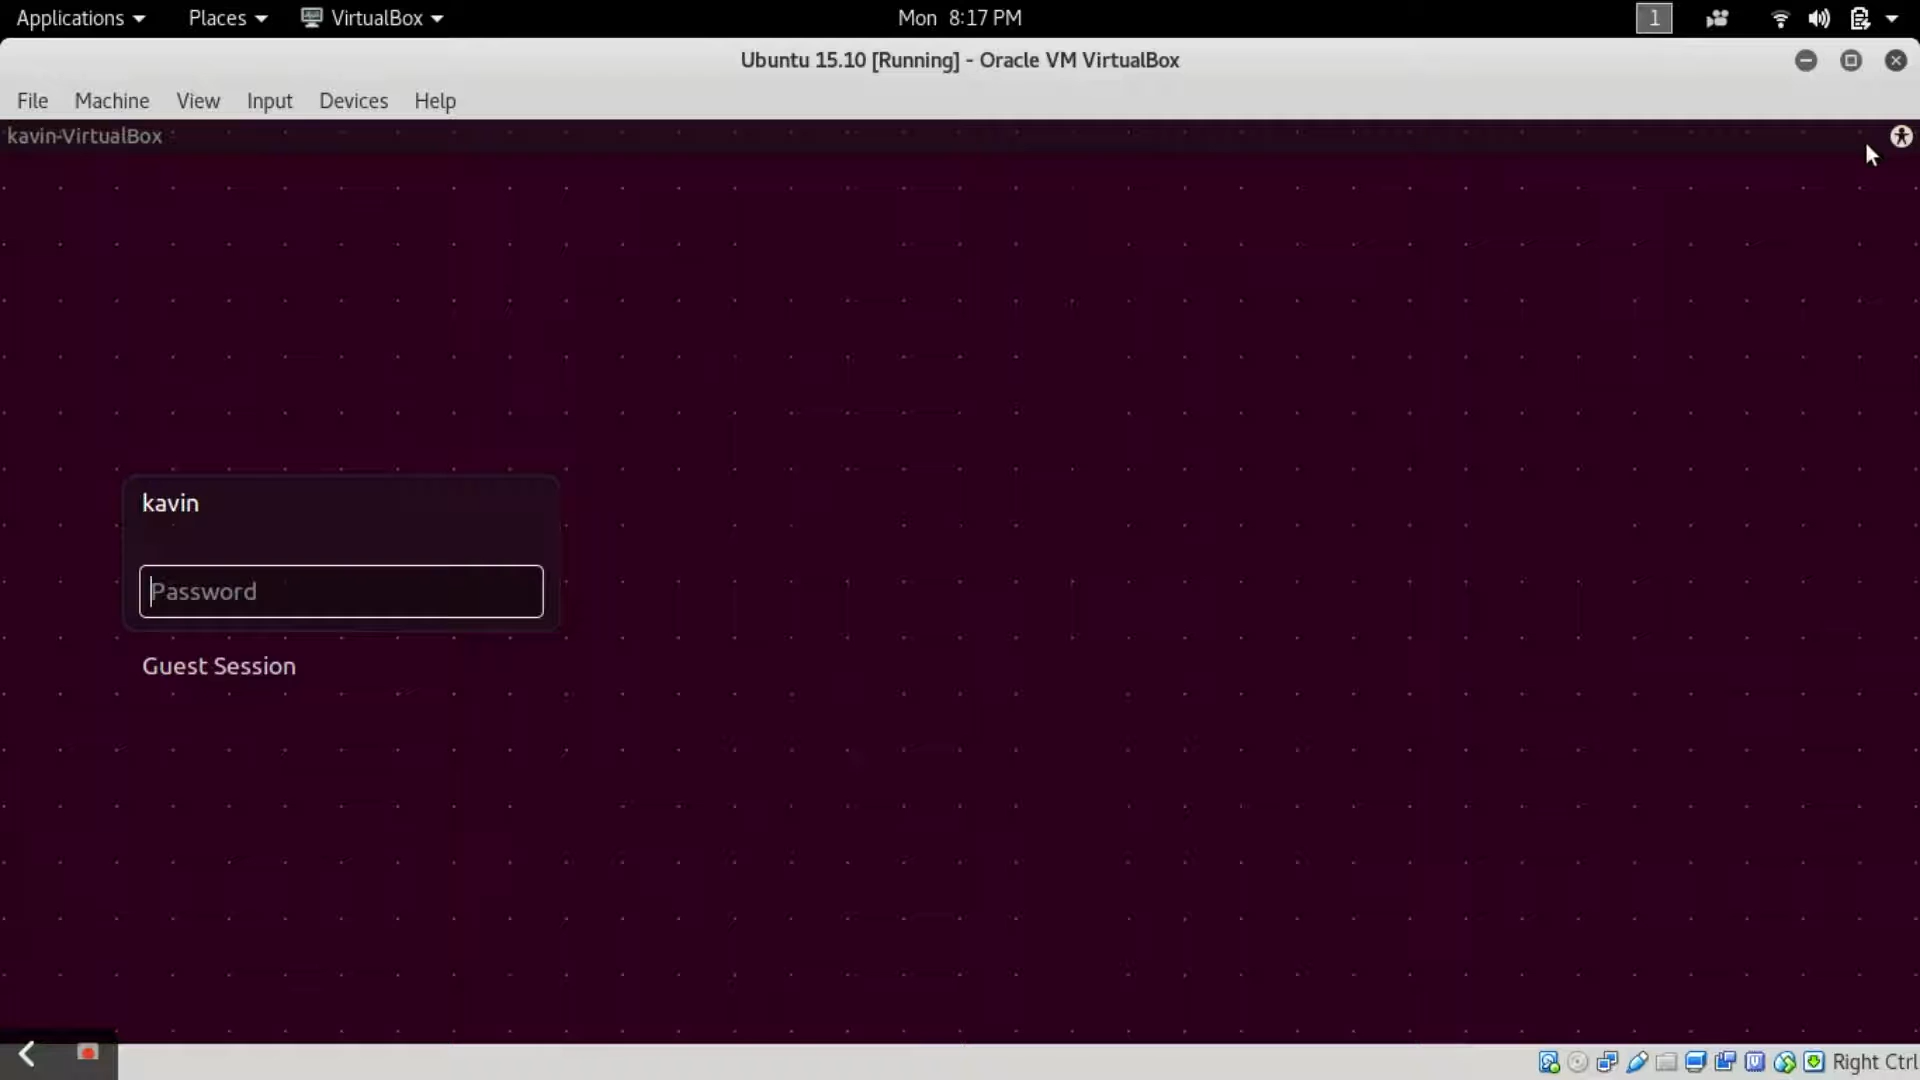 Applications Places VirtualBox Mon 8:17 PM 1
Ubuntu 15.10 [Running] - Oracle VM VirtualBox
File Machine View Input Devices Help
kavin-VirtualBox
kavin
Password
Guest Session
Right Ctrl